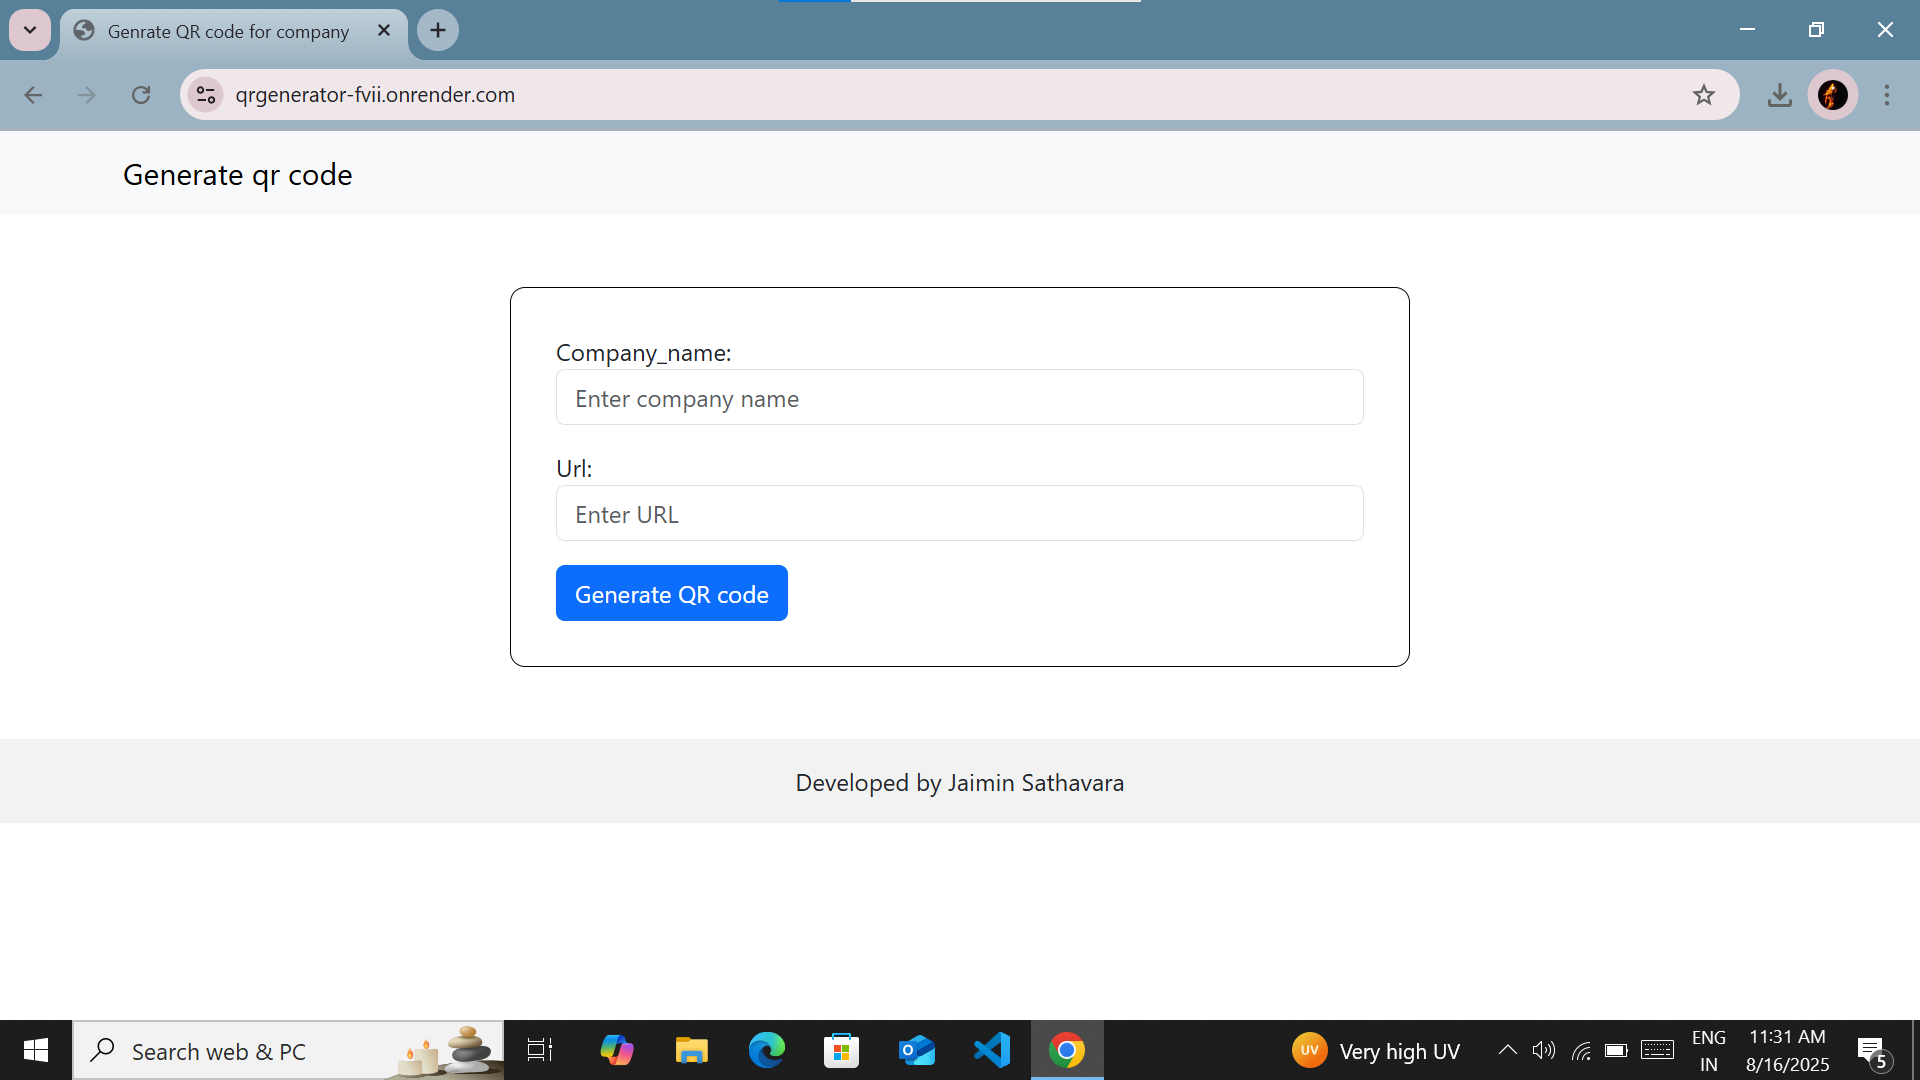 Genrate QR code for company
qrgenerator-fvii.onrender.com
Generate qr code
Company_name:
Enter company name
Url:
Enter URL
Generate QR code
Developed by Jaimin Sathavara
Search web & PC
UV
Very high UV
ENG
IN
11:31 AM
8/16/2025
5